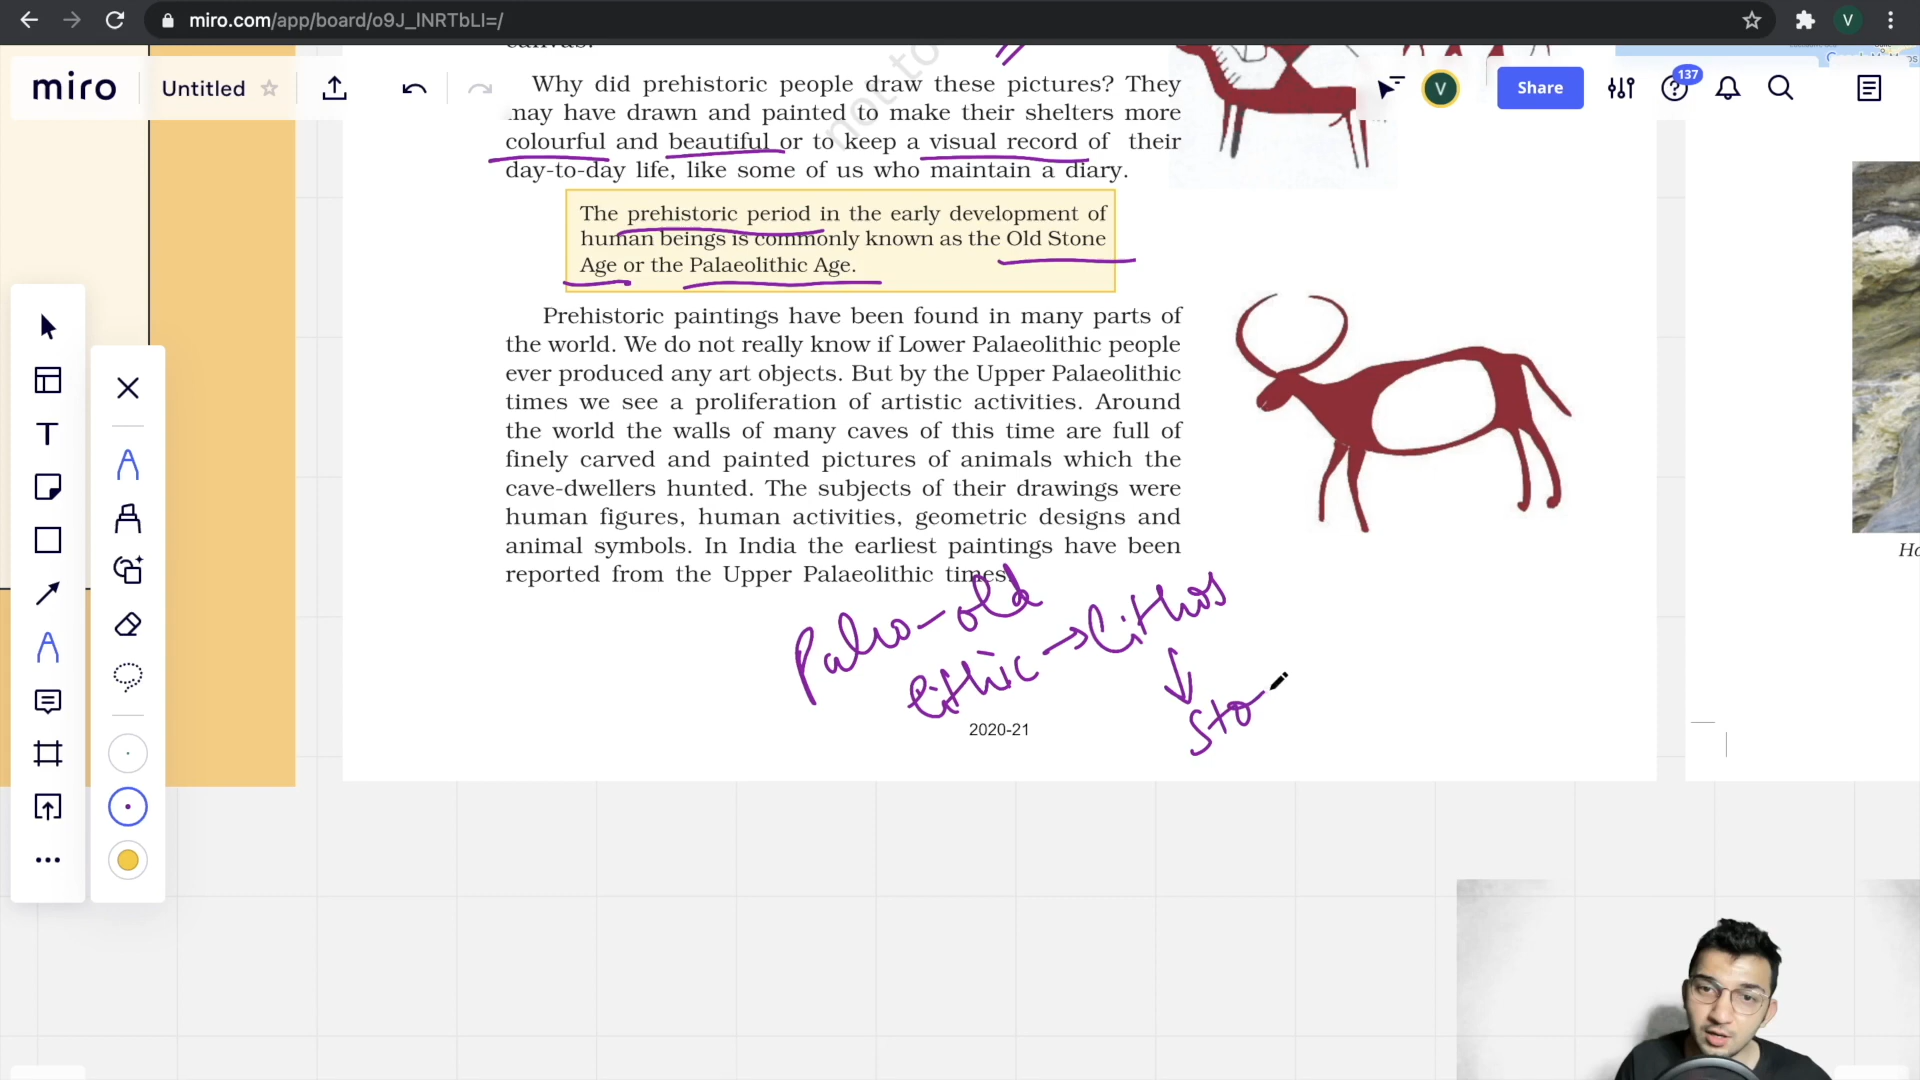 miro.com/app/board/o9J_lNRTbLI=/
V
canvas.
miro
Untitled
Share
137
V
not to
Why did prehistoric people draw these pictures? They
may have drawn and painted to make their shelters more
colourful and beautiful or to keep a visual record of their
day-to-day life, like some of us who maintain a diary.
The prehistoric period in the early development of
human beings is commonly known as the Old Stone
Age or the Palaeolithic Age.
Prehistoric paintings have been found in many parts of
the world. We do not really know if Lower Palaeolithic people
ever produced any art objects. But by the Upper Palaeolithic
times we see a proliferation of artistic activities. Around
the world the walls of many caves of this time are full of
finely carved and painted pictures of animals which the
cave-dwellers hunted. The subjects of their drawings were
human figures, human activities, geometric designs and
animal symbols. In India the earliest paintings have been
reported from the Upper Palaeolithic times.
Paleo-old
Lithic → Lithos
↓
Sto
2020-21
Ho